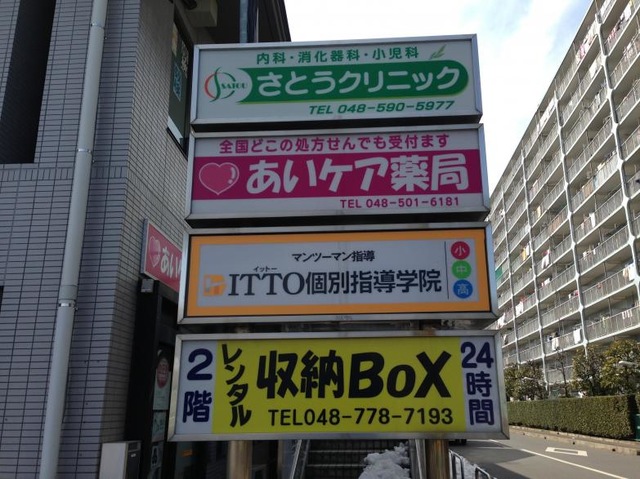 内科・消化器科・小児科
SATOU さとうクリニック
TEL 048-590-5977
全国どこの処方せんでも受付ます
あいケア薬局
TEL 048-501-6181
マンツーマン指導
イットー
ITTO個別指導学院
小
中
高
2階
レンタル
収納BoX
TEL048-778-7193
24時間
あい